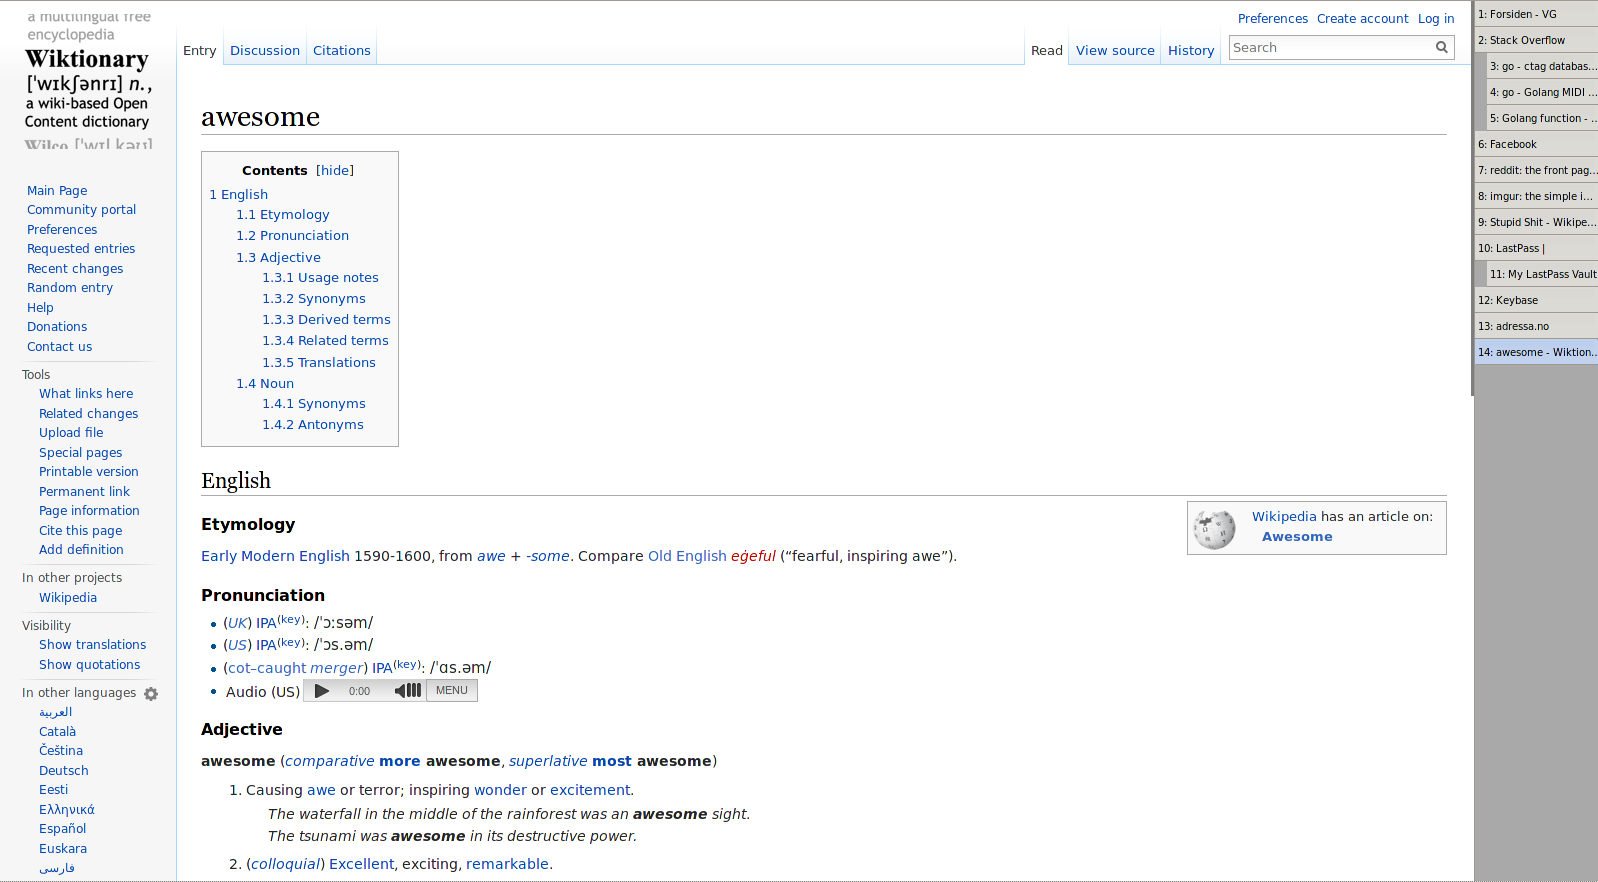 a multilingual free
encyclopedia
Wiktionary
[ˈwɪkʃənrɪ] n.,
a wiki-based Open
Content dictionary
Wilco [ˈwɪl kəʊ]
Main Page
Community portal
Preferences
Requested entries
Recent changes
Random entry
Help
Donations
Contact us
Tools
What links here
Related changes
Upload file
Special pages
Printable version
Permanent link
Page information
Cite this page
Add definition
In other projects
Wikipedia
Visibility
Show translations
Show quotations
In other languages
العربية
Català
Čeština
Deutsch
Eesti
Ελληνικά
Español
Euskara
فارسی
Preferences Create account Log in
Entry Discussion Citations Read View source History Search
awesome
Contents [hide]
1 English
1.1 Etymology
1.2 Pronunciation
1.3 Adjective
1.3.1 Usage notes
1.3.2 Synonyms
1.3.3 Derived terms
1.3.4 Related terms
1.3.5 Translations
1.4 Noun
1.4.1 Synonyms
1.4.2 Antonyms
English
Wikipedia has an article on:
Awesome
Etymology
Early Modern English 1590-1600, from awe + -some. Compare Old English eġeful (“fearful, inspiring awe”).
Pronunciation
(UK) IPA(key): /ˈɔːsəm/
(US) IPA(key): /ˈɔs.əm/
(cot–caught merger) IPA(key): /ˈɑs.əm/
Audio (US) 0:00 MENU
Adjective
awesome (comparative more awesome, superlative most awesome)
1. Causing awe or terror; inspiring wonder or excitement.
The waterfall in the middle of the rainforest was an awesome sight.
The tsunami was awesome in its destructive power.
2. (colloquial) Excellent, exciting, remarkable.
1: Forsiden - VG
2: Stack Overflow
3: go - ctag databas...
4: go - Golang MIDI ...
5: Golang function - ...
6: Facebook
7: reddit: the front pag...
8: imgur: the simple i...
9: Stupid Shit - Wikipe...
10: LastPass |
11: My LastPass Vault
12: Keybase
13: adressa.no
14: awesome - Wiktion...